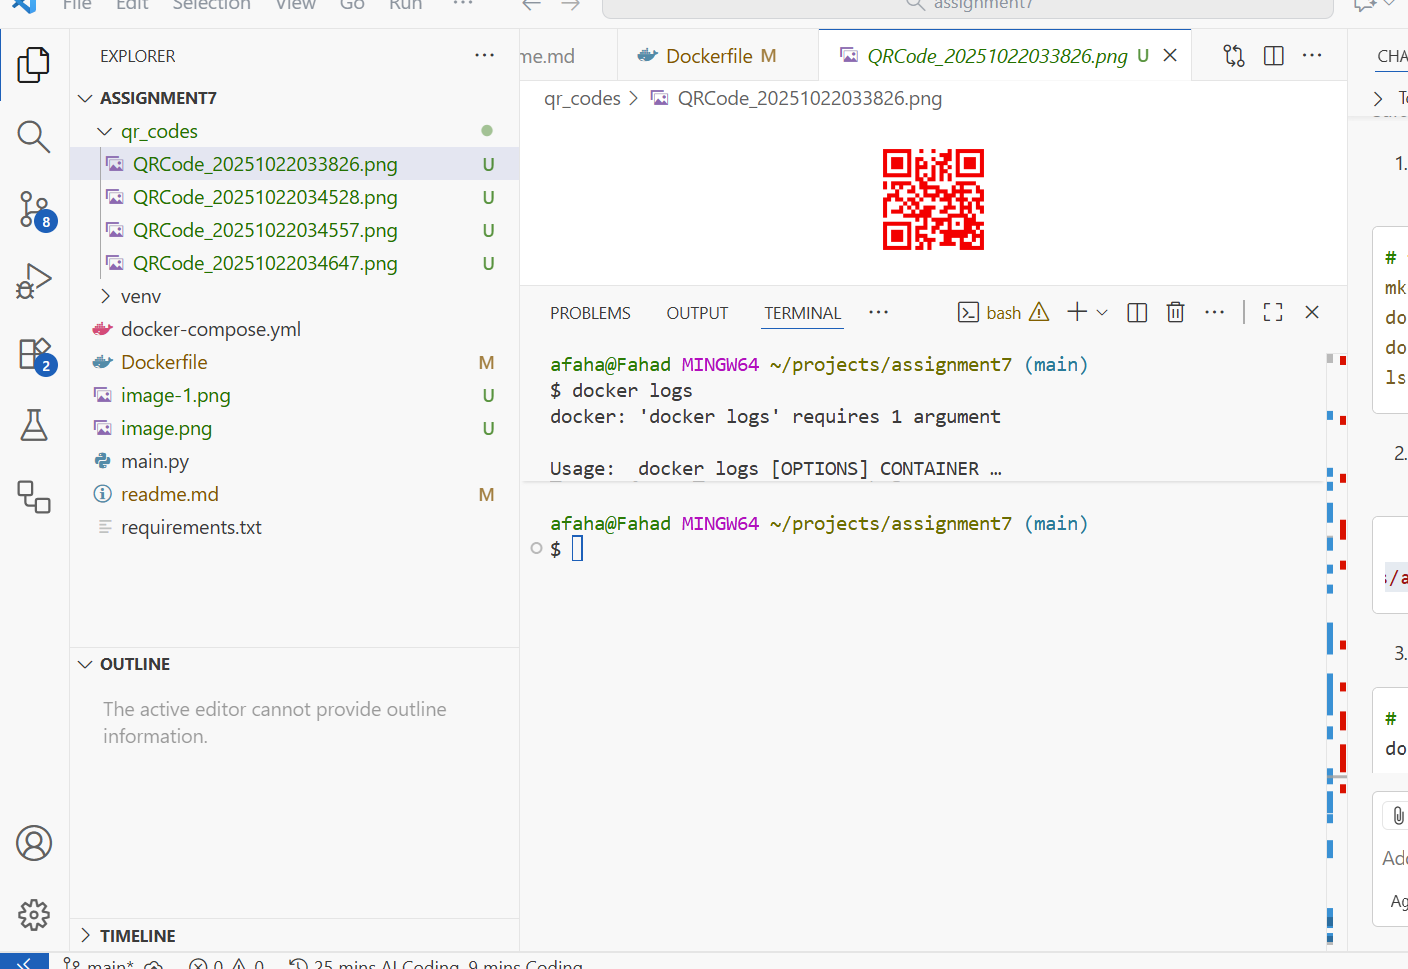 File Edit Selection View Go Run ···
assignment7
EXPLORER
ASSIGNMENT7
qr_codes
QRCode_20251022033826.png U
QRCode_20251022034528.png U
QRCode_20251022034557.png U
QRCode_20251022034647.png U
venv
docker-compose.yml
Dockerfile M
image-1.png U
image.png U
main.py
readme.md M
requirements.txt
8
2
OUTLINE
The active editor cannot provide outline
information.
TIMELINE
me.md
Dockerfile M
QRCode_20251022033826.png U
qr_codes > QRCode_20251022033826.png
PROBLEMS OUTPUT TERMINAL ···
bash
afaha@Fahad MINGW64 ~/projects/assignment7 (main)
$ docker logs
docker: 'docker logs' requires 1 argument
Usage:  docker logs [OPTIONS] CONTAINER …
afaha@Fahad MINGW64 ~/projects/assignment7 (main)
$
CHA
1.
#
mk
do
do
ls
2.
/a
3.
#
do
Add
Ag
main* 0 0 25 mins AI Coding, 9 mins Coding